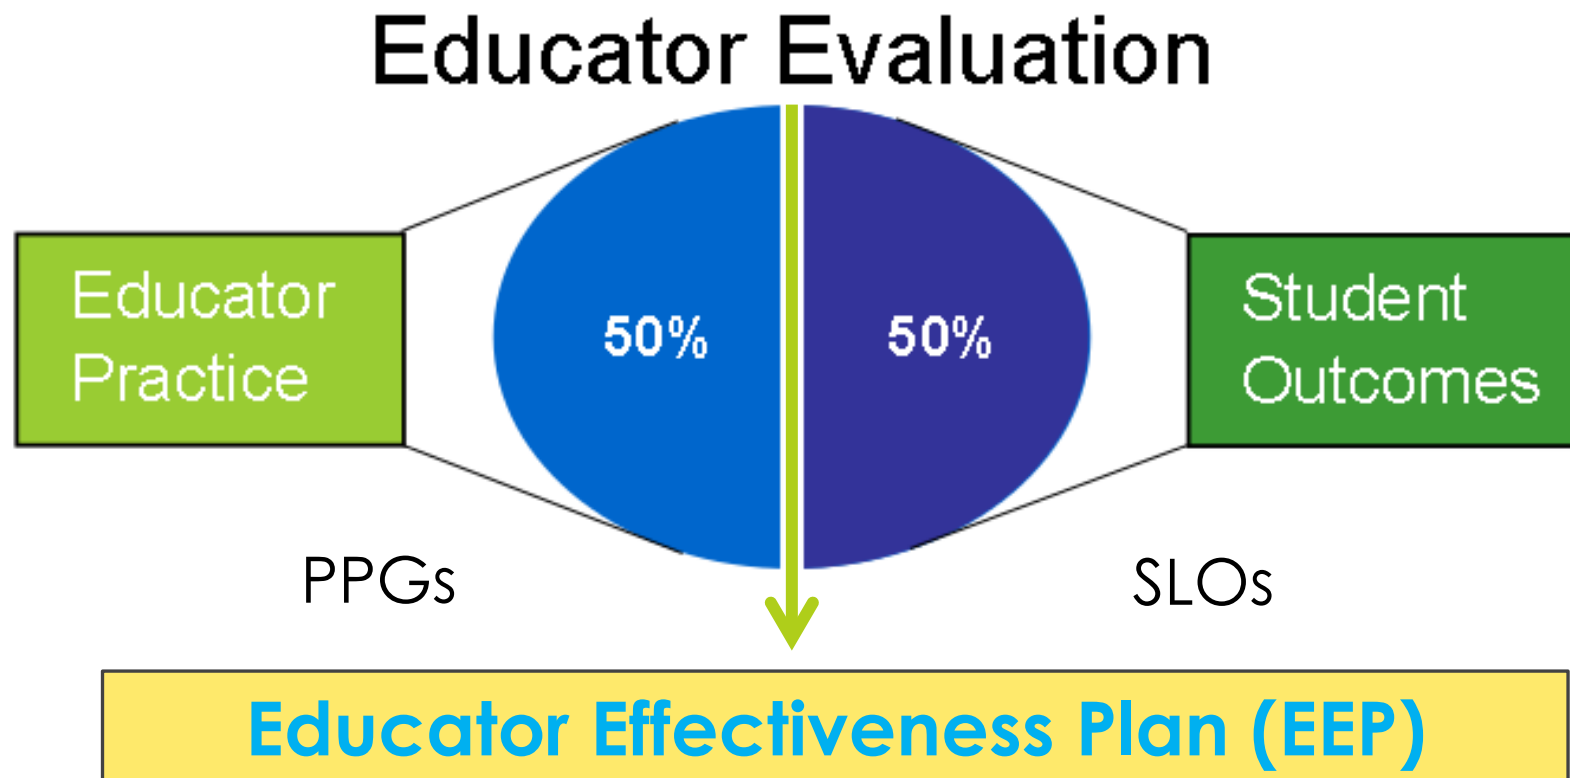 Educator Evaluation
Educator
Practice
50%
50%
Student
Outcomes
PPGs
SLOs
Educator Effectiveness Plan (EEP)